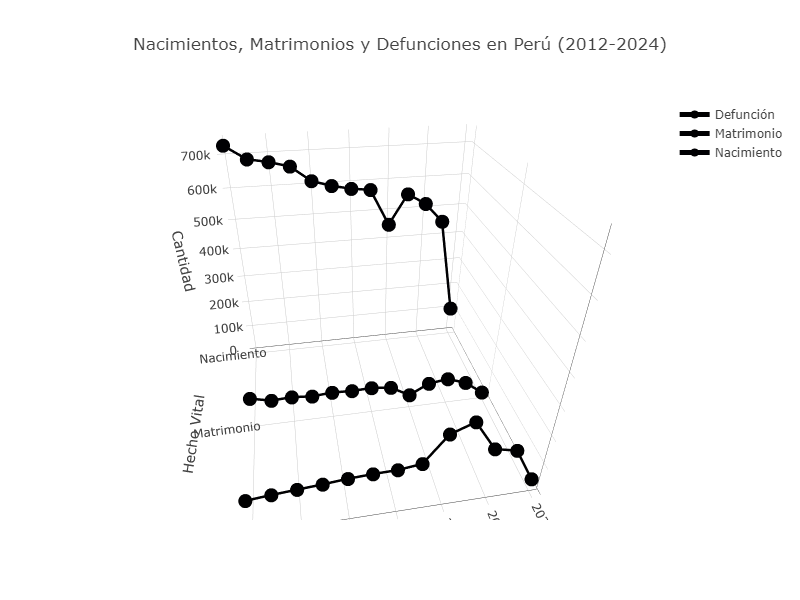 Nacimientos, Matrimonios y Defunciones en Perú (2012-2024)
Defunción
Matrimonio
Nacimiento
700k
600k
500k
400k
300k
200k
100k
0
Cantidad
Nacimiento
Matrimonio
Hecho Vital